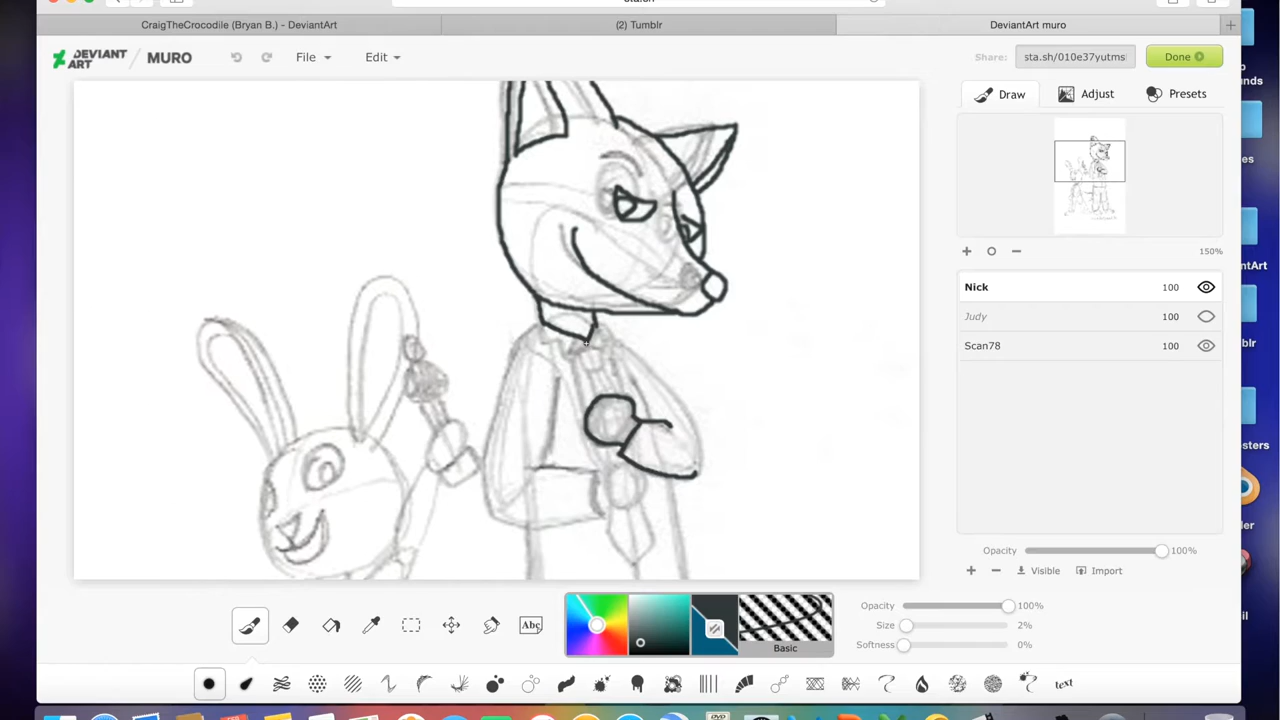 CraigTheCrocodile (Bryan B.) - DeviantArt
(2) Tumblr
DeviantArt muro
DEVIANT ART / MURO
File
Edit
Share:
sta.sh/010e37yutms
Done
Draw
Adjust
Presets
150%
Nick 100
Judy 100
Scan78 100
Opacity 100%
Visible
Import
Abc
Basic
Opacity 100%
Size 2%
Softness 0%
text